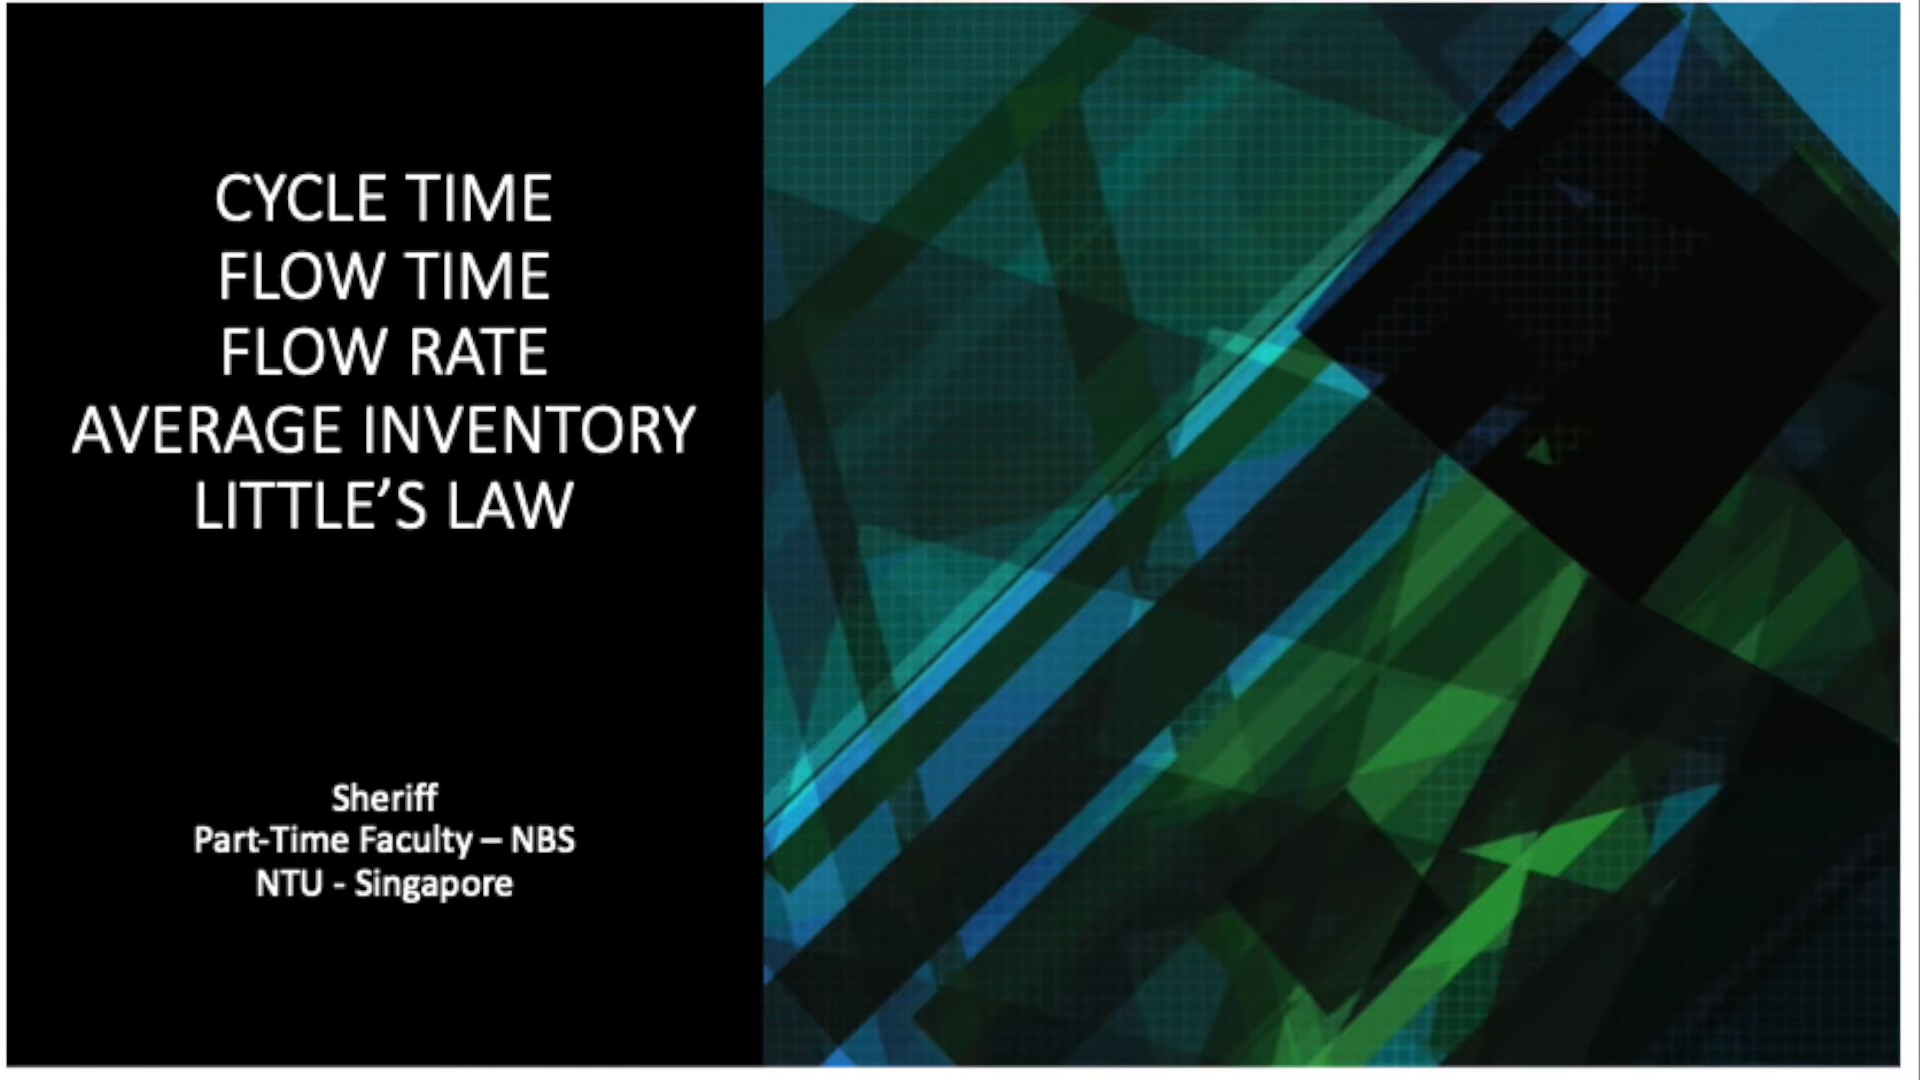 CYCLE TIME
FLOW TIME
FLOW RATE
AVERAGE INVENTORY
LITTLE’S LAW
Sheriff
Part-Time Faculty – NBS
NTU - Singapore